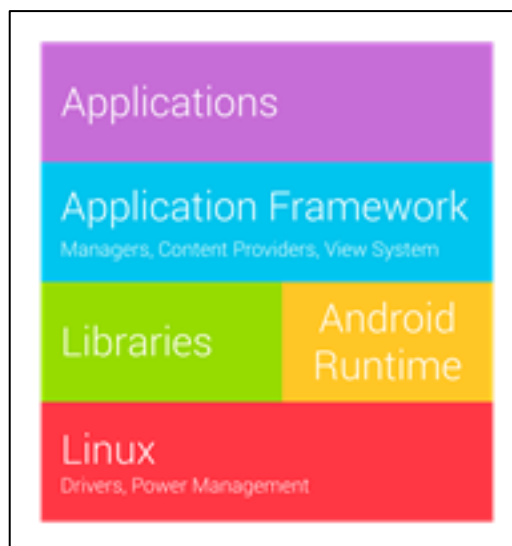 Applications
Application Framework
Managers, Content Providers, View System
Libraries
Android
Runtime
Linux
Drivers, Power Management